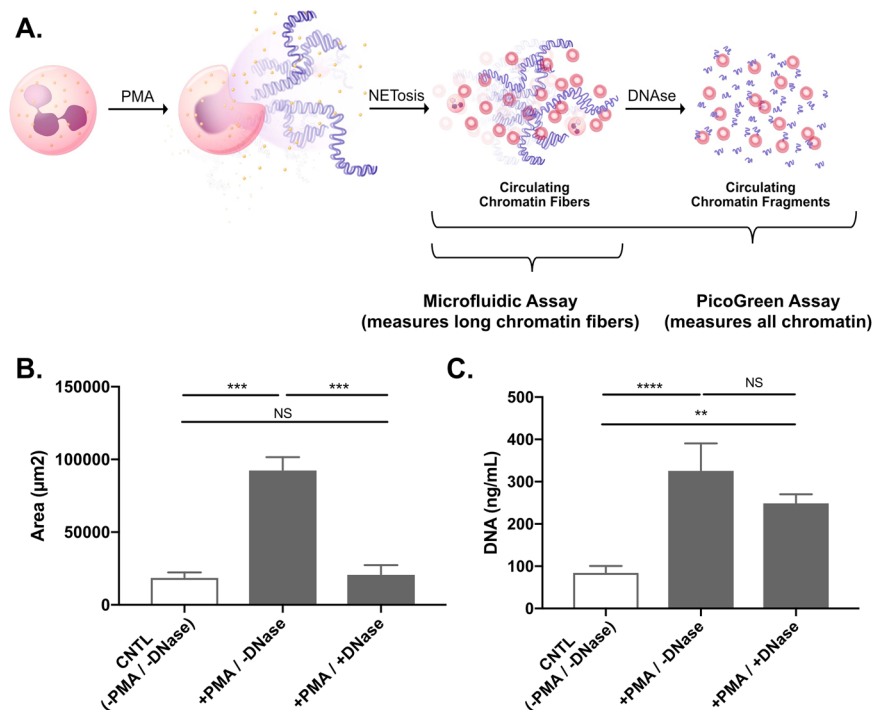 A.
PMA
NETosis
DNAse
Circulating
Chromatin Fibers
Circulating
Chromatin Fragments
Microfluidic Assay
(measures long chromatin fibers)
PicoGreen Assay
(measures all chromatin)
B.
Area (µm2)
150000
100000
50000
0
***
***
NS
CNTL
(-PMA / -DNase)
+PMA / -DNase
+PMA / +DNase
C.
DNA (ng/mL)
500
400
300
200
100
0
****
NS
**
CNTL
(-PMA / -DNase)
+PMA / -DNase
+PMA / +DNase